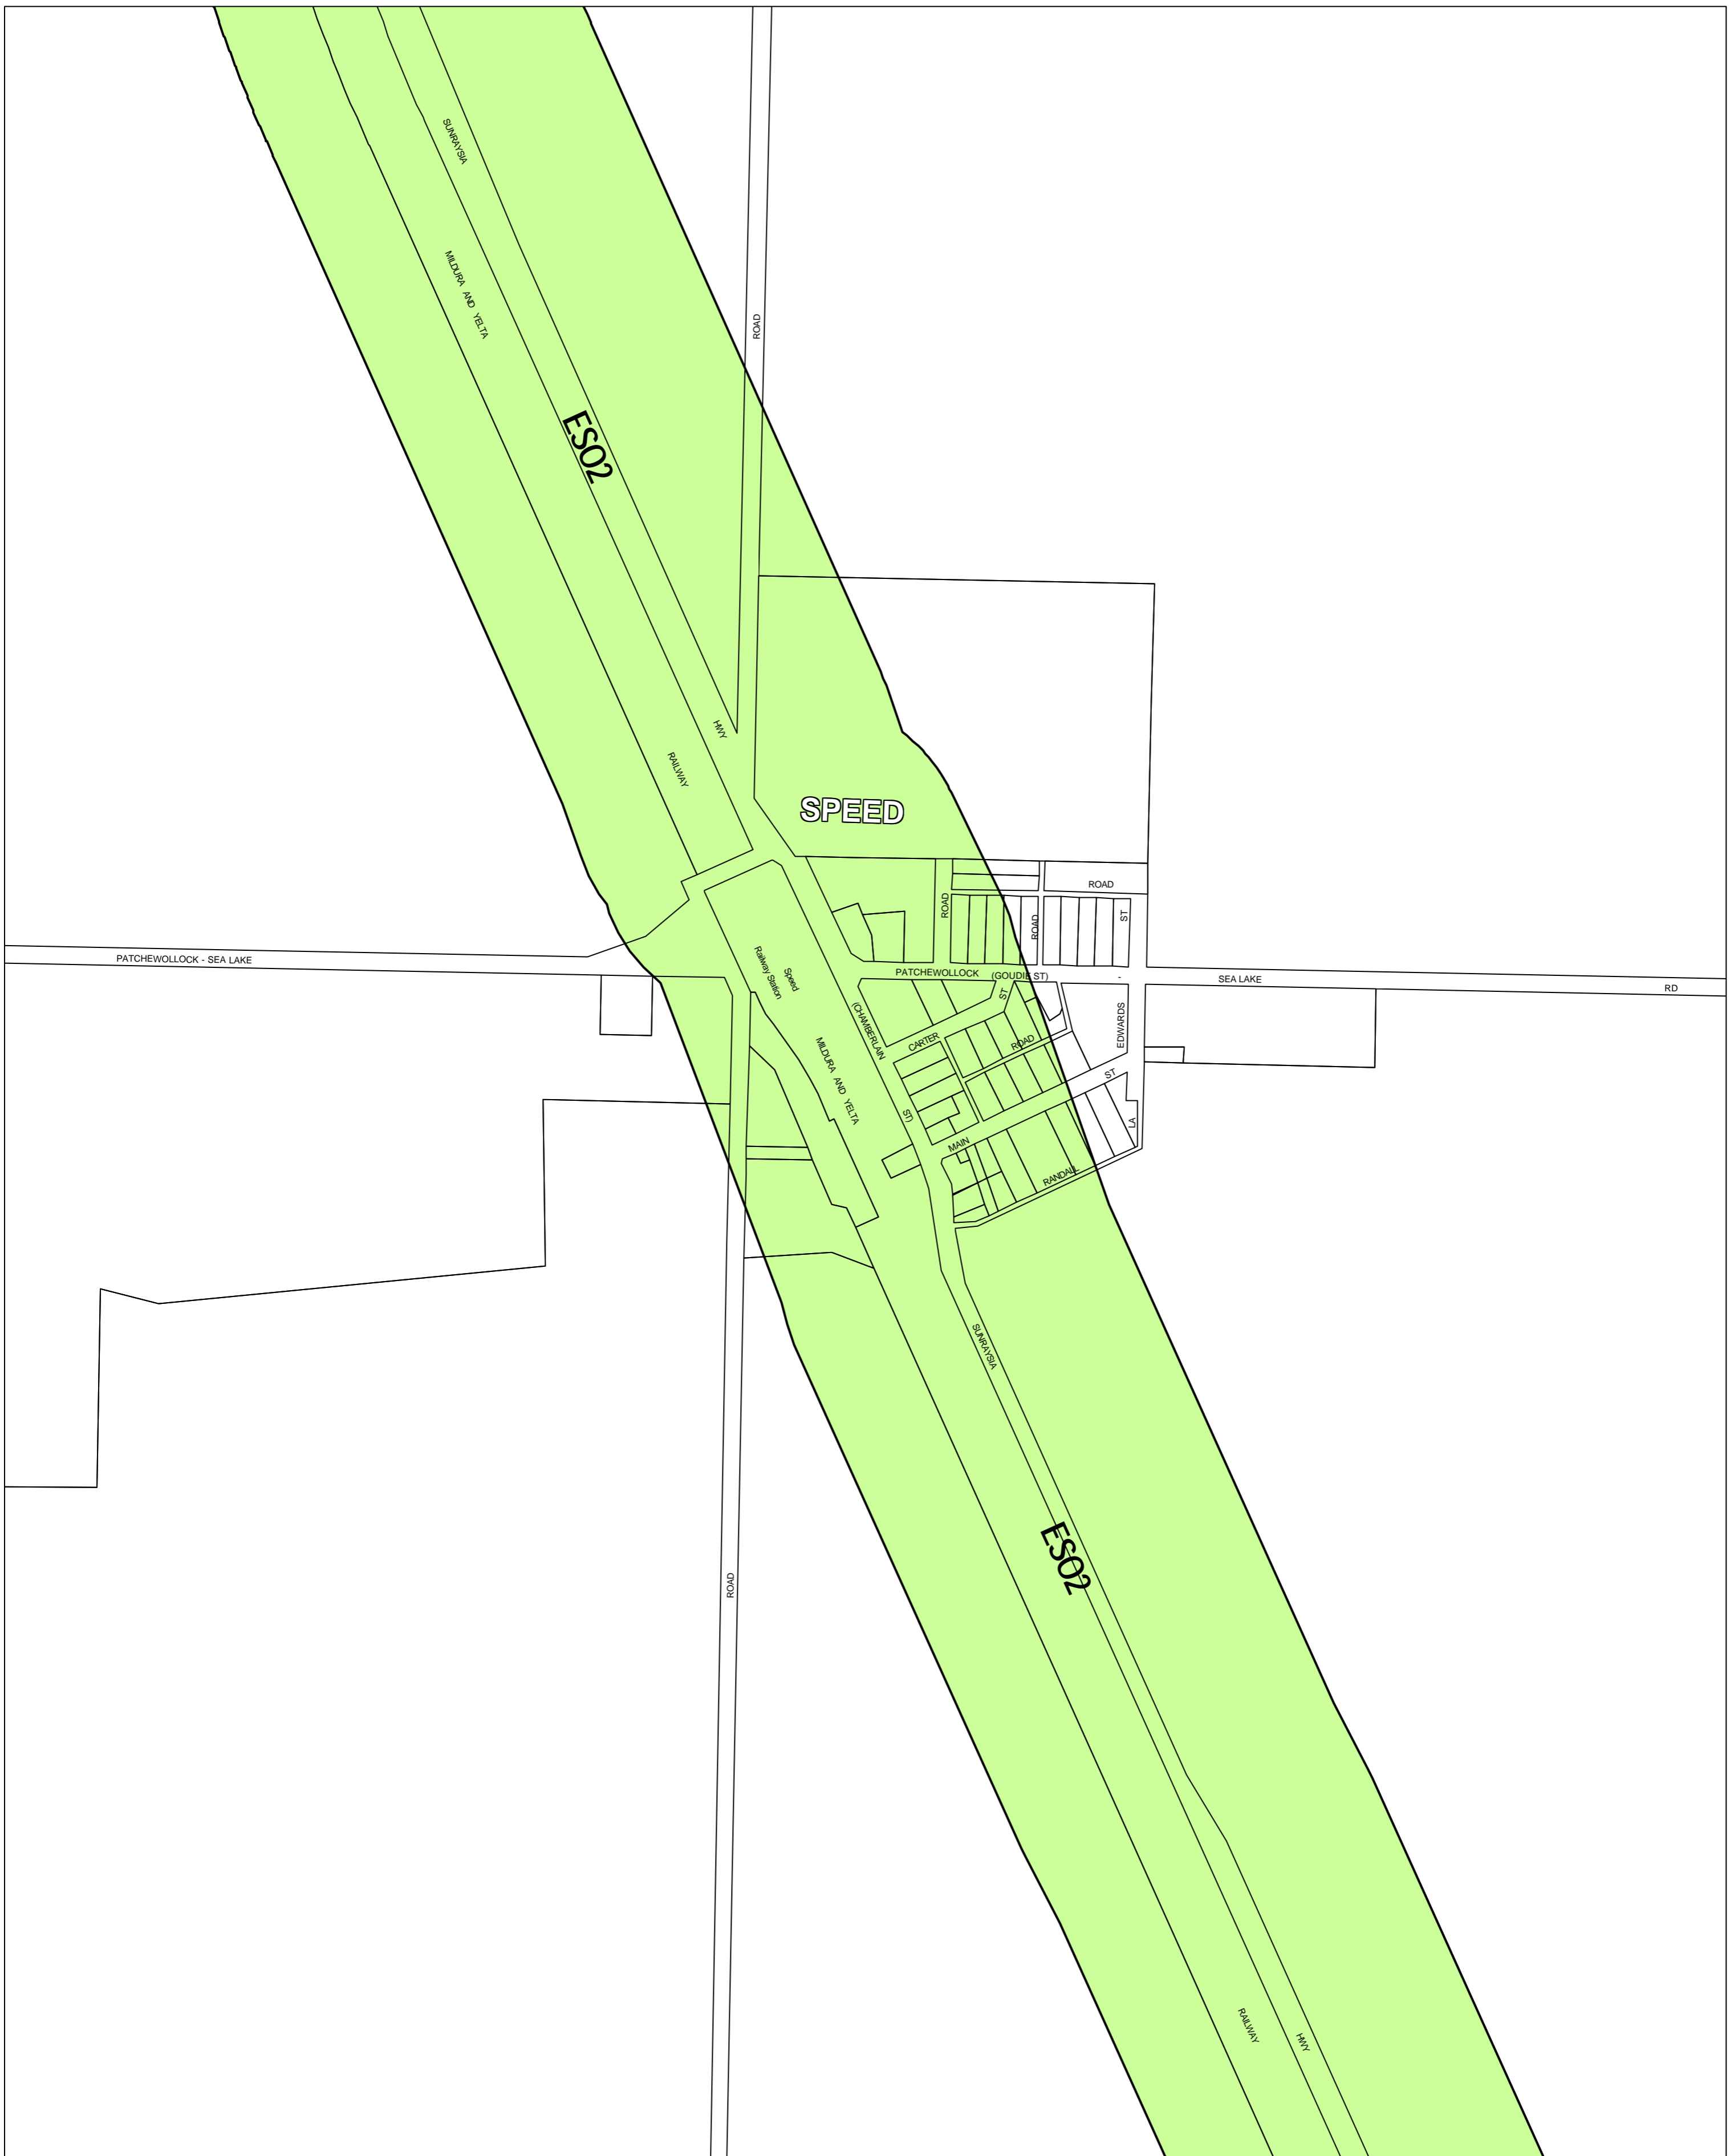 SUNRAYSIA
MILDURA AND YELTA
ROAD
ESO2
HWY
RAILWAY
SPEED
ROAD
ROAD
ST
ROAD
PATCHEWOLLOCK - SEA LAKE
Speed
Railway Station
PATCHEWOLLOCK (GOUDIE ST) - SEA LAKE RD
ST
(CHAMBERLAIN
EDWARDS
CARTER
ROAD
MILDURA AND YELTA
ST
ST)
LA
MAIN
RANDALL
SUNRAYSIA
ESO2
ROAD
RAILWAY
HWY